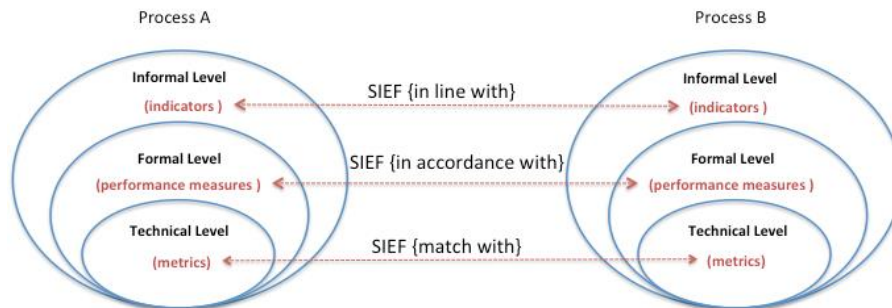 Process A
Process B
Informal Level
(indicators )
SIEF {in line with}
Informal Level
(indicators )
Formal Level
(performance measures )
SIEF {in accordance with}
Formal Level
(performance measures )
Technical Level
(metrics)
SIEF {match with}
Technical Level
(metrics)